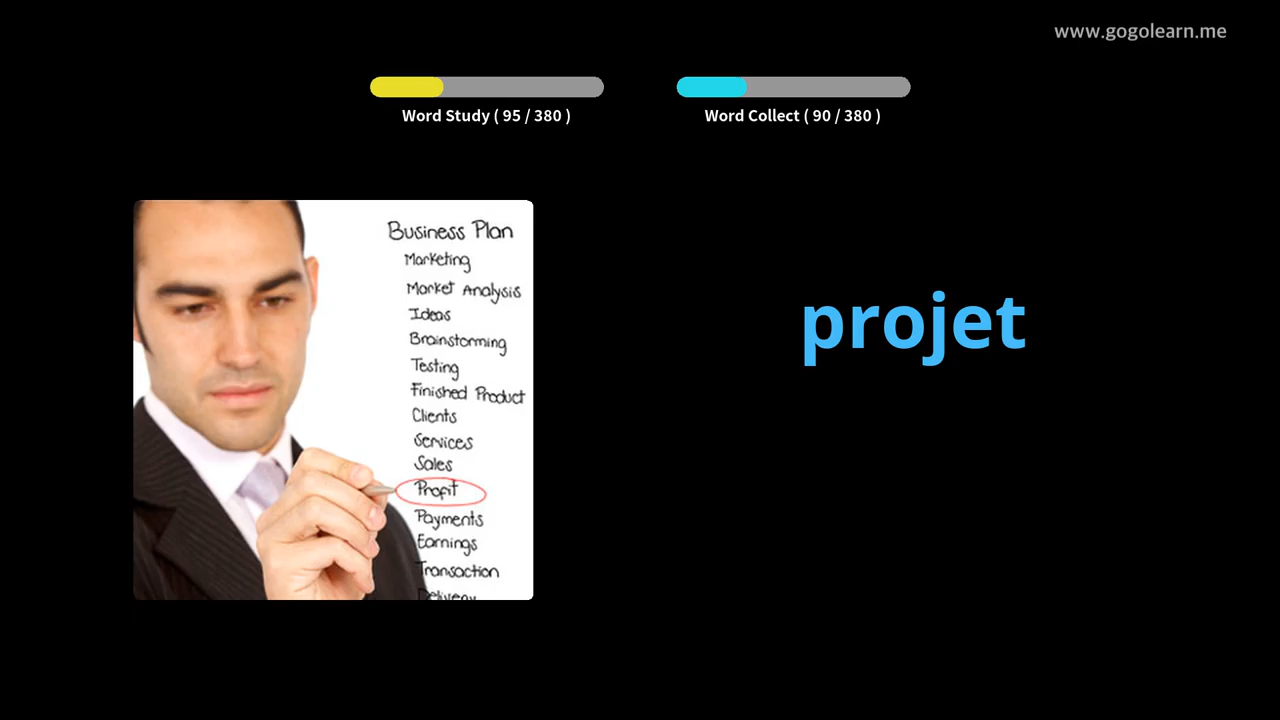 www.gogolearn.me
Word Study ( 95 / 380 )
Word Collect ( 90 / 380 )
Business Plan
Marketing
Market Analysis
Ideas
Brainstorming
Testing
Finished Product
Clients
Services
Sales
Profit
Payments
Earnings
Transaction
Delivery
projet